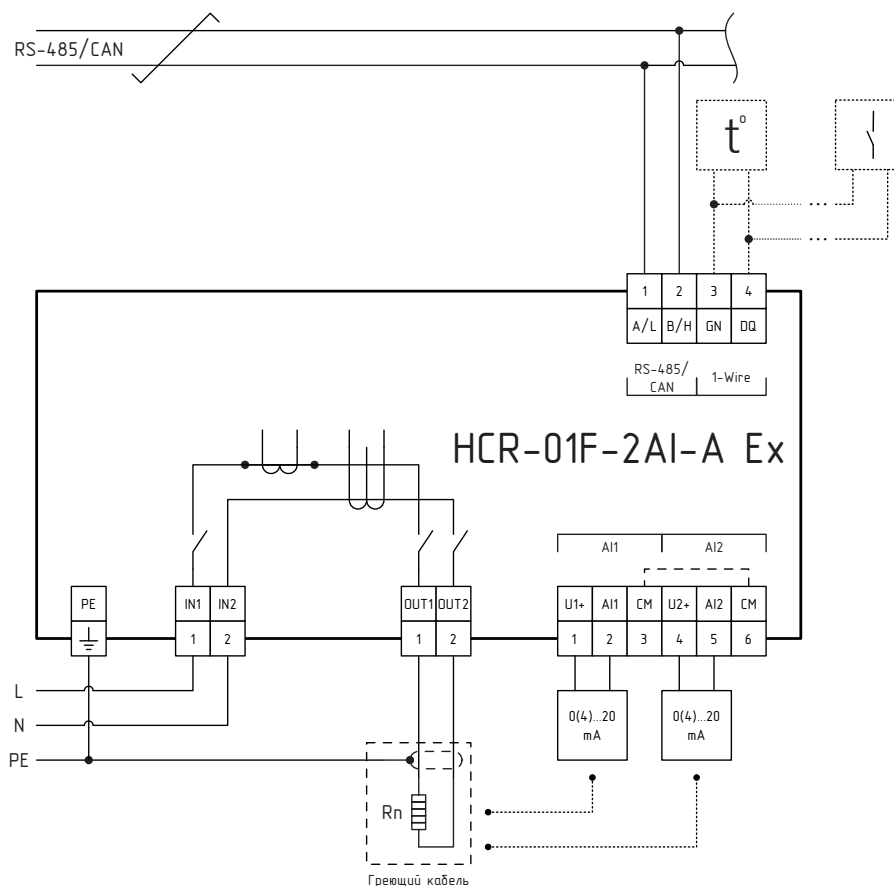 RS-485/CAN
t°
1 2 3 4
A/L B/H GN DQ
RS-485/
CAN
1-Wire
HCR-01F-2AI-A Ex
AI1 AI2
PE IN1 IN2 OUT1 OUT2 U1+ AI1 CM U2+ AI2 CM
1 2 1 2 1 2 3 4 5 6
L
N
PE
0(4)...20
mA
0(4)...20
mA
Rn
Греющий кабель